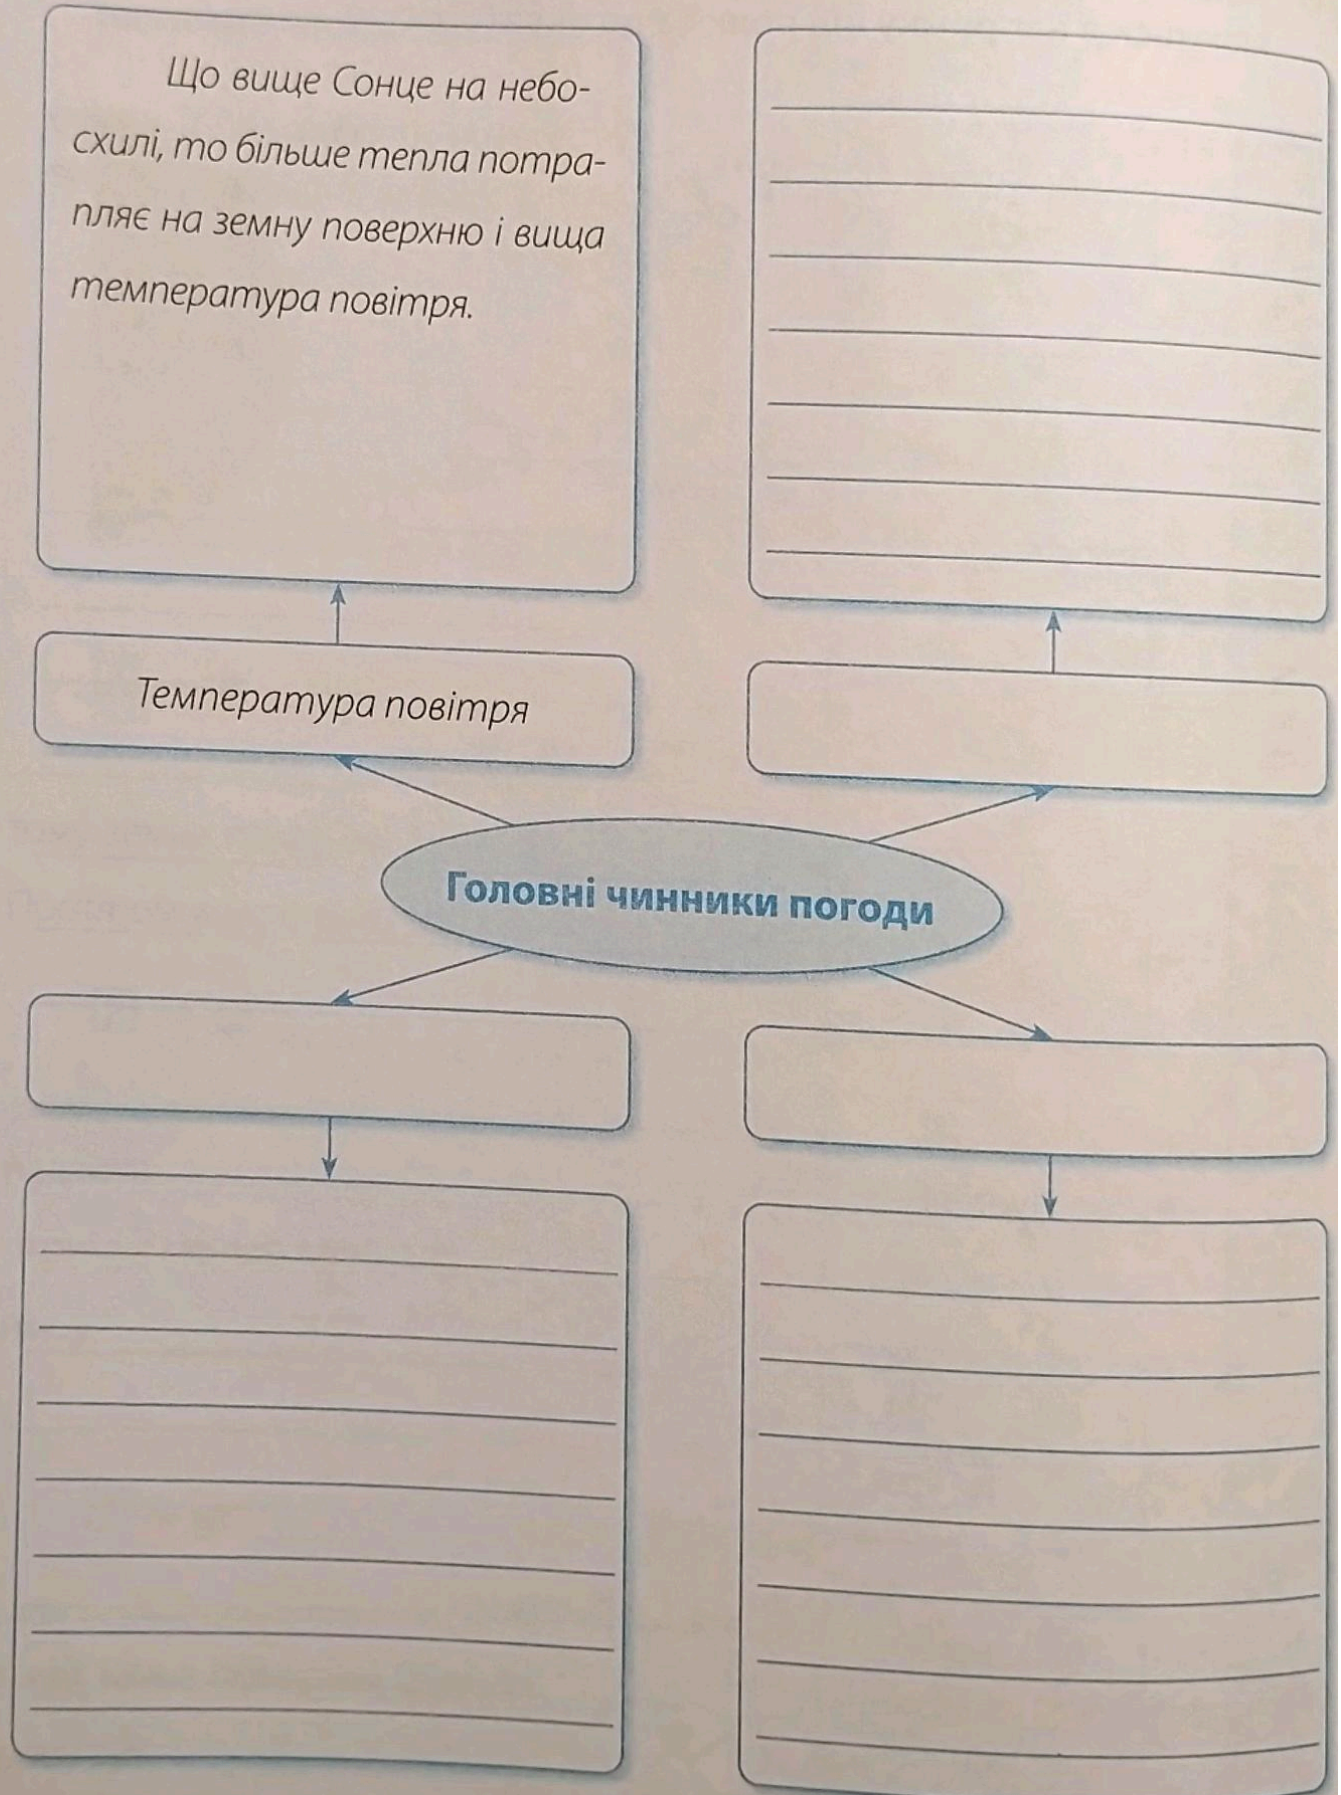 Що вище Сонце на небо-
схилі, то більше тепла потра-
пляє на земну поверхню і вища
температура повітря.
Температура повітря
Головні чинники погоди